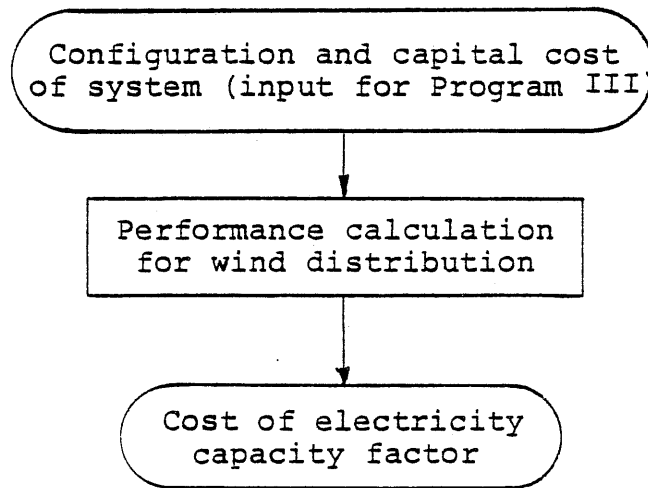 Configuration and capital cost
of system (input for Program III)
Performance calculation
for wind distribution
Cost of electricity
capacity factor